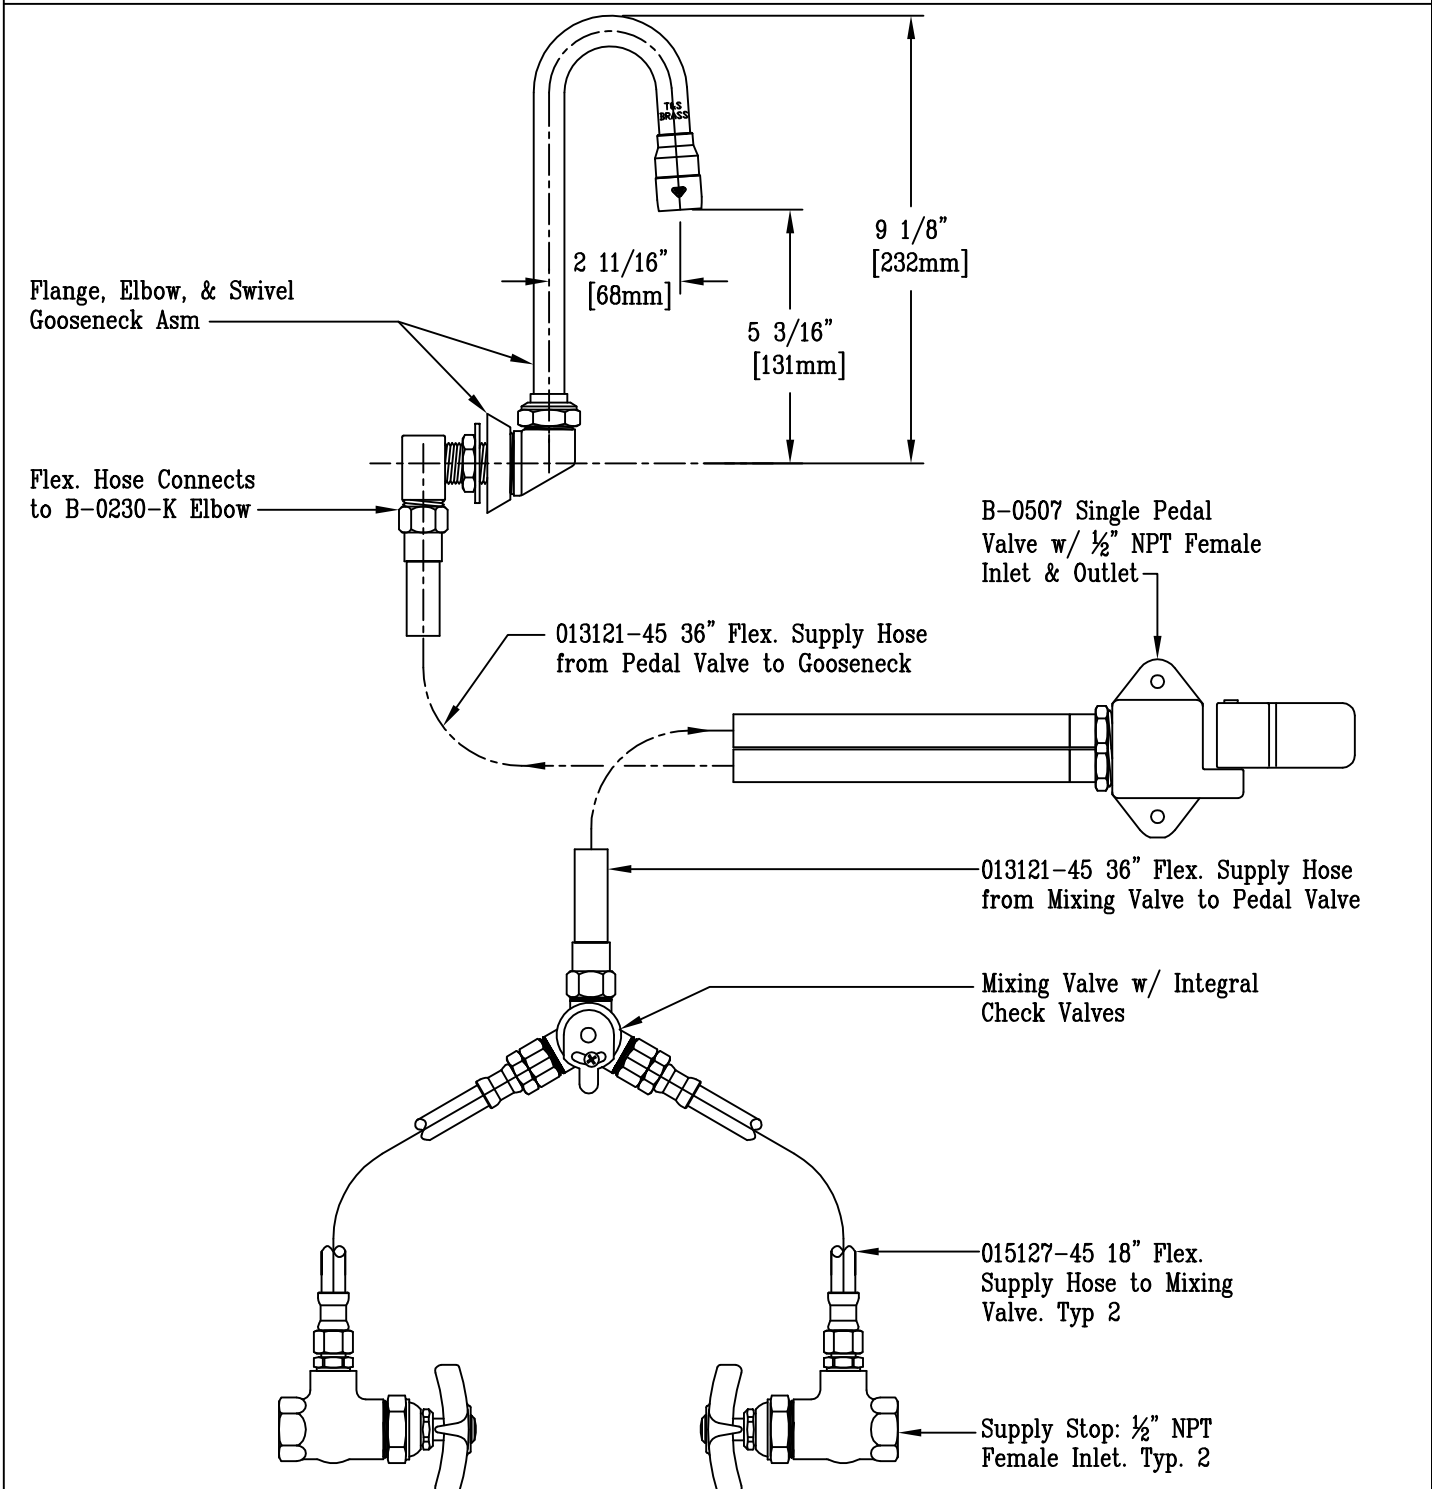 T&S
BRASS
9 1/8"
[232mm]
2 11/16"
[68mm]
Flange, Elbow, & Swivel
Gooseneck Asm
5 3/16"
[131mm]
Flex. Hose Connects
to B-0230-K Elbow
B-0507 Single Pedal
Valve w/ ½" NPT Female
Inlet & Outlet
013121-45 36" Flex. Supply Hose
from Pedal Valve to Gooseneck
013121-45 36" Flex. Supply Hose
from Mixing Valve to Pedal Valve
Mixing Valve w/ Integral
Check Valves
015127-45 18" Flex.
Supply Hose to Mixing
Valve. Typ 2
Supply Stop: ½" NPT
Female Inlet. Typ. 2